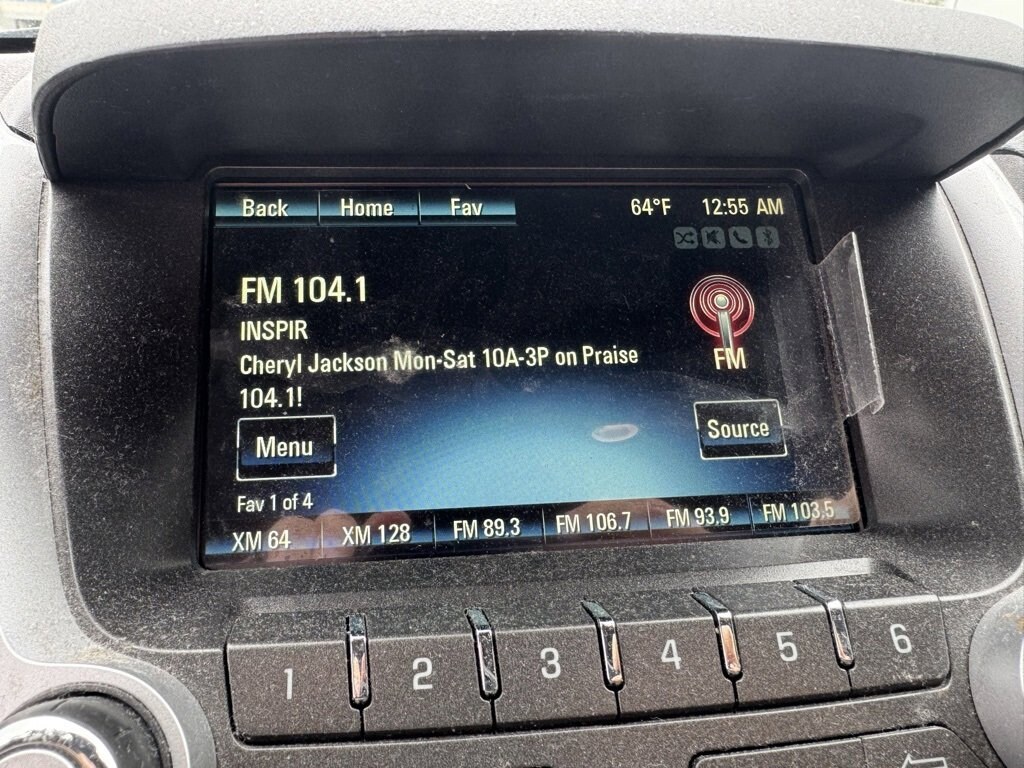 Back Home Fav 64°F 12:55 AM
FM 104.1
INSPIR
Cheryl Jackson Mon-Sat 10A-3P on Praise
104.1!
FM
Menu
Source
Fav 1 of 4
XM 64 XM 128 FM 89.3 FM 106.7 FM 93.9 FM 103.5
1 2 3 4 5 6